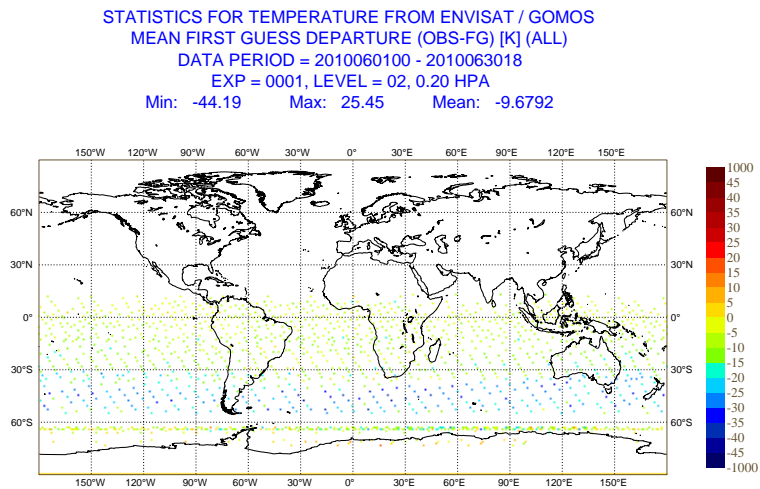 STATISTICS FOR TEMPERATURE FROM ENVISAT / GOMOS
MEAN FIRST GUESS DEPARTURE (OBS-FG) [K] (ALL)
DATA PERIOD = 2010060100 - 2010063018
EXP = 0001, LEVEL = 02, 0.20 HPA
Min: -44.19 Max: 25.45 Mean: -9.6792
150°W 120°W 90°W 60°W 30°W 0° 30°E 60°E 90°E 120°E 150°E
60°N 60°N
30°N 30°N
0° 0°
30°S 30°S
60°S 60°S
150°W 120°W 90°W 60°W 30°W 0° 30°E 60°E 90°E 120°E 150°E
1000
45
40
35
30
25
20
15
10
5
0
-5
-10
-15
-20
-25
-30
-35
-40
-45
-1000